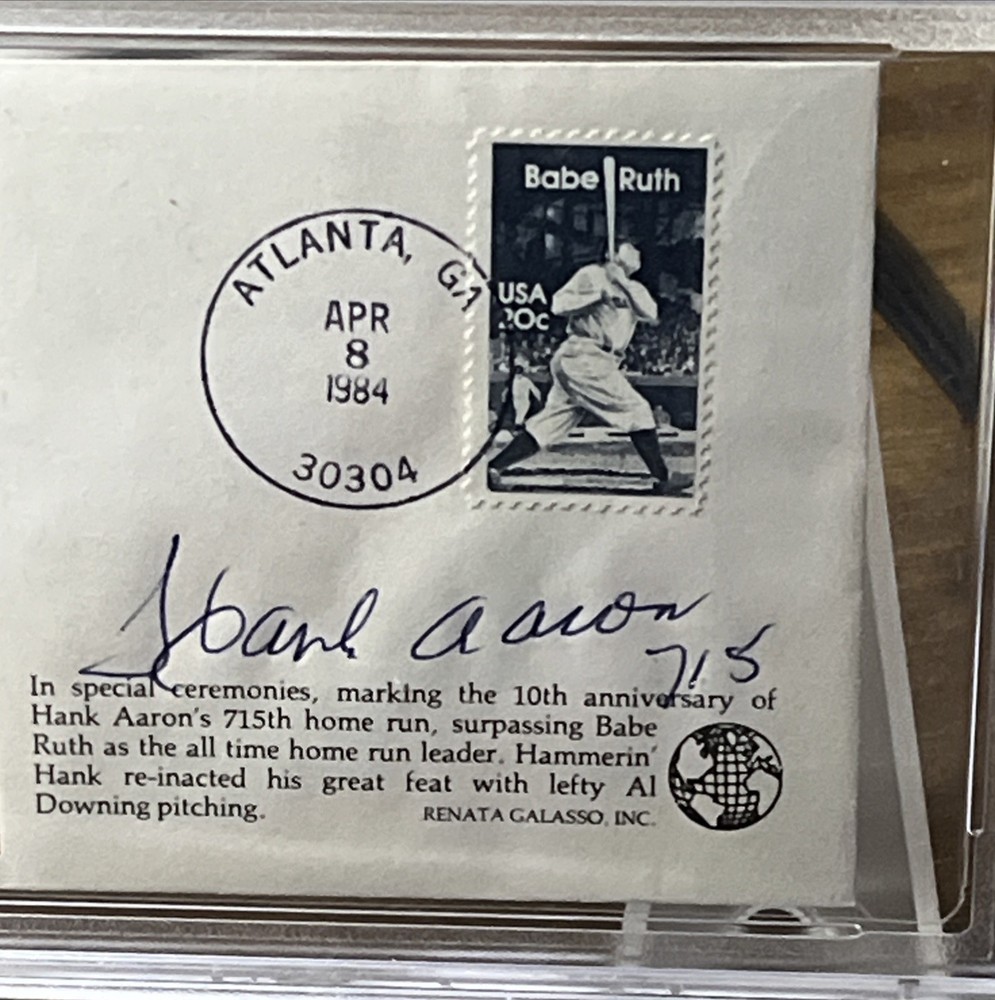 Babe Ruth
USA
20c
ATLANTA, GA
APR
8
1984
30304
Hank Aaron
715
In special ceremonies, marking the 10th anniversary of
Hank Aaron's 715th home run, surpassing Babe
Ruth as the all time home run leader. Hammerin'
Hank re-inacted his great feat with lefty Al
Downing pitching.
RENATA GALASSO, INC.